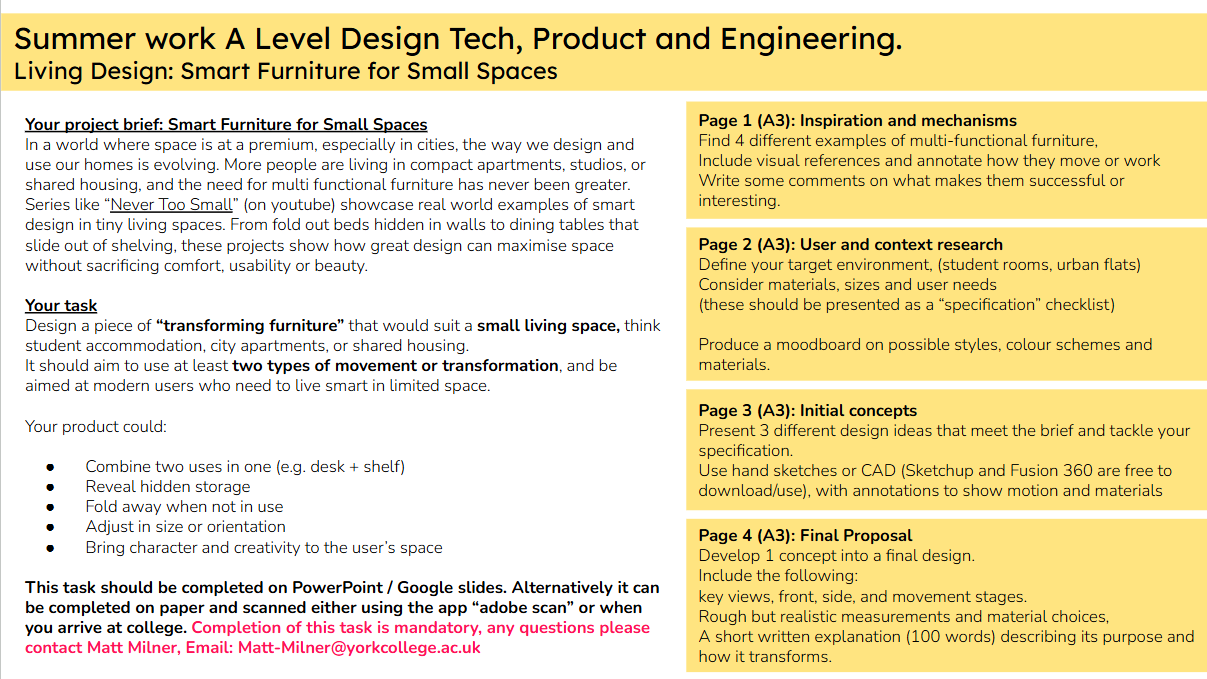 Summer work A Level Design Tech, Product and Engineering.
Living Design: Smart Furniture for Small Spaces
Your project brief: Smart Furniture for Small Spaces
In a world where space is at a premium, especially in cities, the way we design and
use our homes is evolving. More people are living in compact apartments, studios, or
shared housing, and the need for multi functional furniture has never been greater.
Series like “Never Too Small” (on youtube) showcase real world examples of smart
design in tiny living spaces. From fold out beds hidden in walls to dining tables that
slide out of shelving, these projects show how great design can maximise space
without sacrificing comfort, usability or beauty.
Your task
Design a piece of “transforming furniture” that would suit a small living space, think
student accommodation, city apartments, or shared housing.
It should aim to use at least two types of movement or transformation, and be
aimed at modern users who need to live smart in limited space.
Your product could:
● Combine two uses in one (e.g. desk + shelf)
● Reveal hidden storage
● Fold away when not in use
● Adjust in size or orientation
● Bring character and creativity to the user’s space
This task should be completed on PowerPoint / Google slides. Alternatively it can
be completed on paper and scanned either using the app “adobe scan” or when
you arrive at college. Completion of this task is mandatory, any questions please
contact Matt Milner, Email: Matt-Milner@yorkcollege.ac.uk
Page 1 (A3): Inspiration and mechanisms
Find 4 different examples of multi-functional furniture,
Include visual references and annotate how they move or work
Write some comments on what makes them successful or
interesting.
Page 2 (A3): User and context research
Define your target environment, (student rooms, urban flats)
Consider materials, sizes and user needs
(these should be presented as a “specification” checklist)
Produce a moodboard on possible styles, colour schemes and
materials.
Page 3 (A3): Initial concepts
Present 3 different design ideas that meet the brief and tackle your
specification.
Use hand sketches or CAD (Sketchup and Fusion 360 are free to
download/use), with annotations to show motion and materials
Page 4 (A3): Final Proposal
Develop 1 concept into a final design.
Include the following:
key views, front, side, and movement stages.
Rough but realistic measurements and material choices,
A short written explanation (100 words) describing its purpose and
how it transforms.